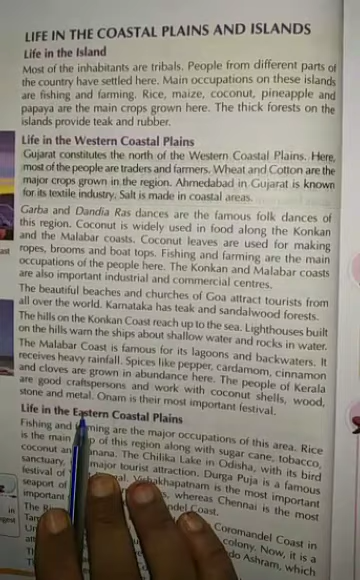 LIFE IN THE COASTAL PLAINS AND ISLANDS
Life in the Island
Most of the inhabitants are tribals. People from different parts of
the country have settled here. Main occupations on these islands
are fishing and farming. Rice, maize, coconut, pineapple and
papaya are the main crops grown here. The thick forests on the
islands provide teak and rubber.
Life in the Western Coastal Plains
Gujarat constitutes the north of the Western Coastal Plains. Here,
most of the people are traders and farmers. Wheat and Cotton are the
major crops grown in the region. Ahmedabad in Gujarat is known
for its textile industry. Salt is made in coastal areas.
Garba and Dandia Ras dances are the famous folk dances of
this region. Coconut is widely used in food along the Konkan
and the Malabar coasts. Coconut leaves are used for making
ropes, brooms and boat tops. Fishing and farming are the main
occupations of the people here. The Konkan and Malabar coasts
are also important industrial and commercial centres.
The beautiful beaches and churches of Goa attract tourists from
all over the world. Karnataka has teak and sandalwood forests.
The hills on the Konkan Coast reach up to the sea. Lighthouses built
on the hills warn the ships about shallow water and rocks in water.
The Malabar Coast is famous for its lagoons and backwaters. It
receives heavy rainfall. Spices like pepper, cardamom, cinnamon
and cloves are grown in abundance here. The people of Kerala
are good craftspersons and work with coconut shells, wood,
stone and metal. Onam is their most important festival.
Life in the Eastern Coastal Plains
Fishing and are the major occupations of this area. Rice
is the main of this region along with sugar cane, tobacco,
coconut an nana. The Chilika Lake in Odisha, with its bird
sanctuary, major tourist attraction. Durga Puja is a famous
festival of Vishakhapatnam is the most important
seaport of whereas Chennai is the most
important mandel Coast.
The Coromandel Coast in
Tam colony. Now, it is a
Un do Ashram, which
att
Th
The